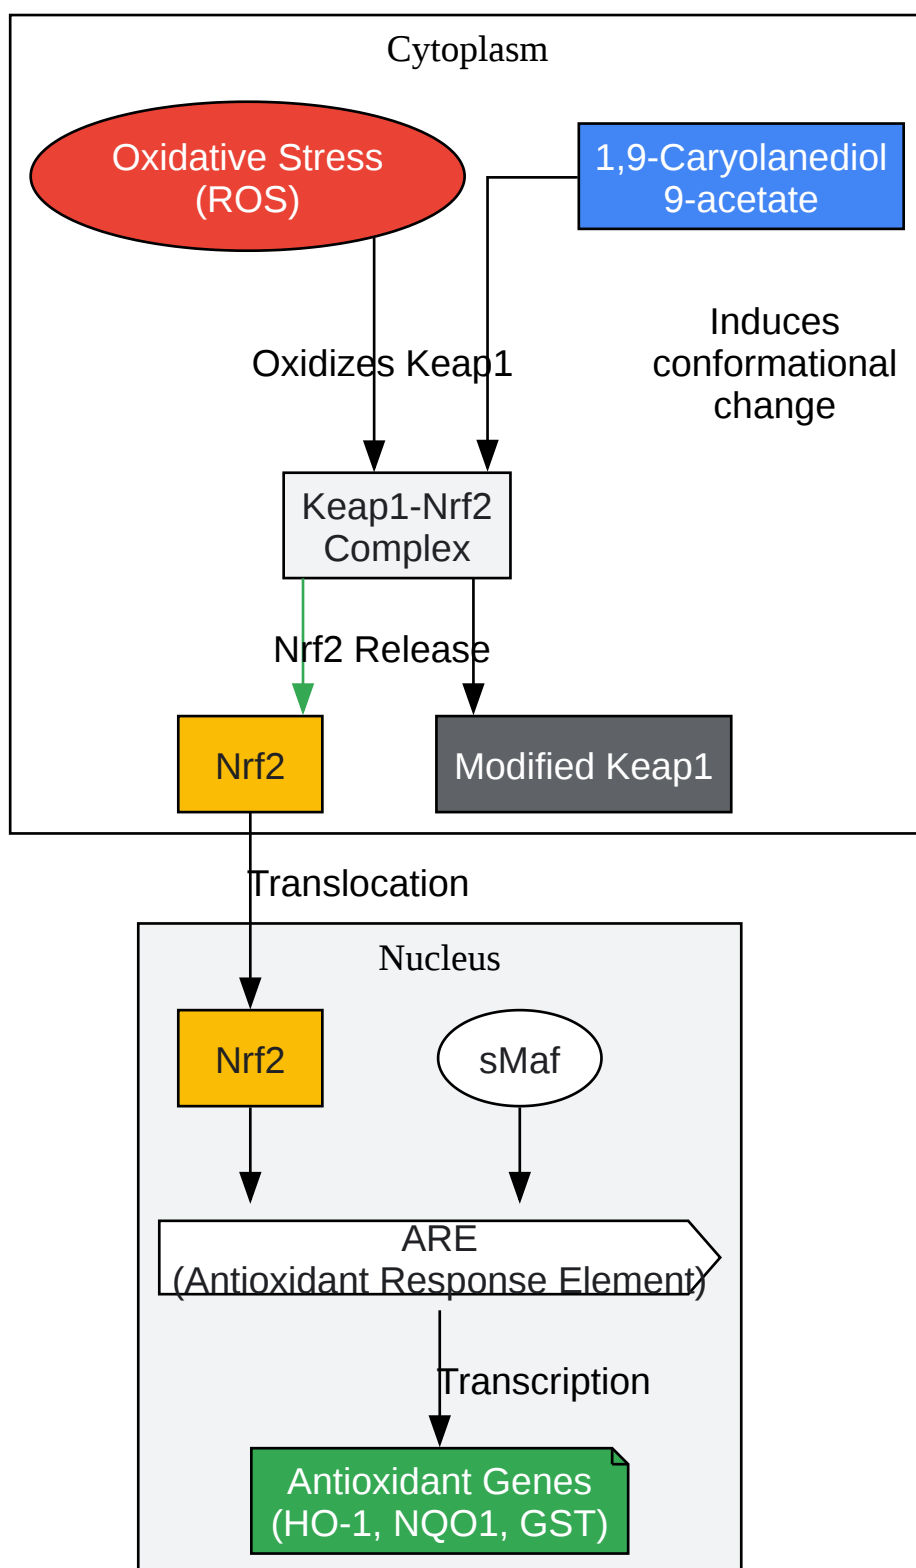 Cytoplasm
Oxidative Stress
(ROS)
1,9-Caryolanediol
9-acetate
Oxidizes Keap1
Induces
conformational
change
Keap1-Nrf2
Complex
Nrf2 Release
Nrf2
Modified Keap1
Translocation
Nucleus
Nrf2
sMaf
ARE
(Antioxidant Response Element)
Transcription
Antioxidant Genes
(HO-1, NQO1, GST)